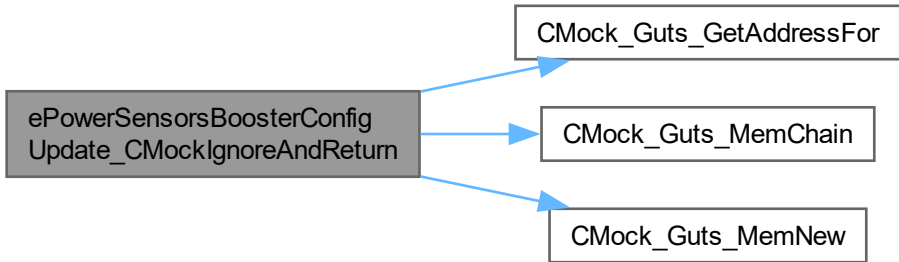 ePowerSensorsBoosterConfig
Update_CMockIgnoreAndReturn
CMock_Guts_GetAddressFor
CMock_Guts_MemChain
CMock_Guts_MemNew